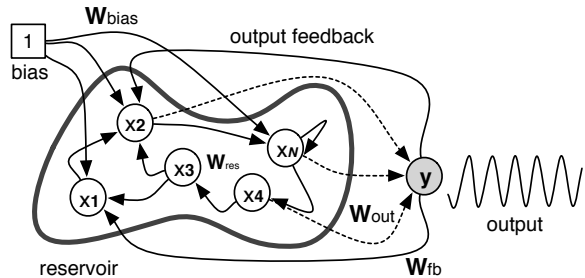 Wbias
1
bias
output feedback
x2
xN
x3
Wres
x1
x4
y
Wout
output
reservoir
Wfb